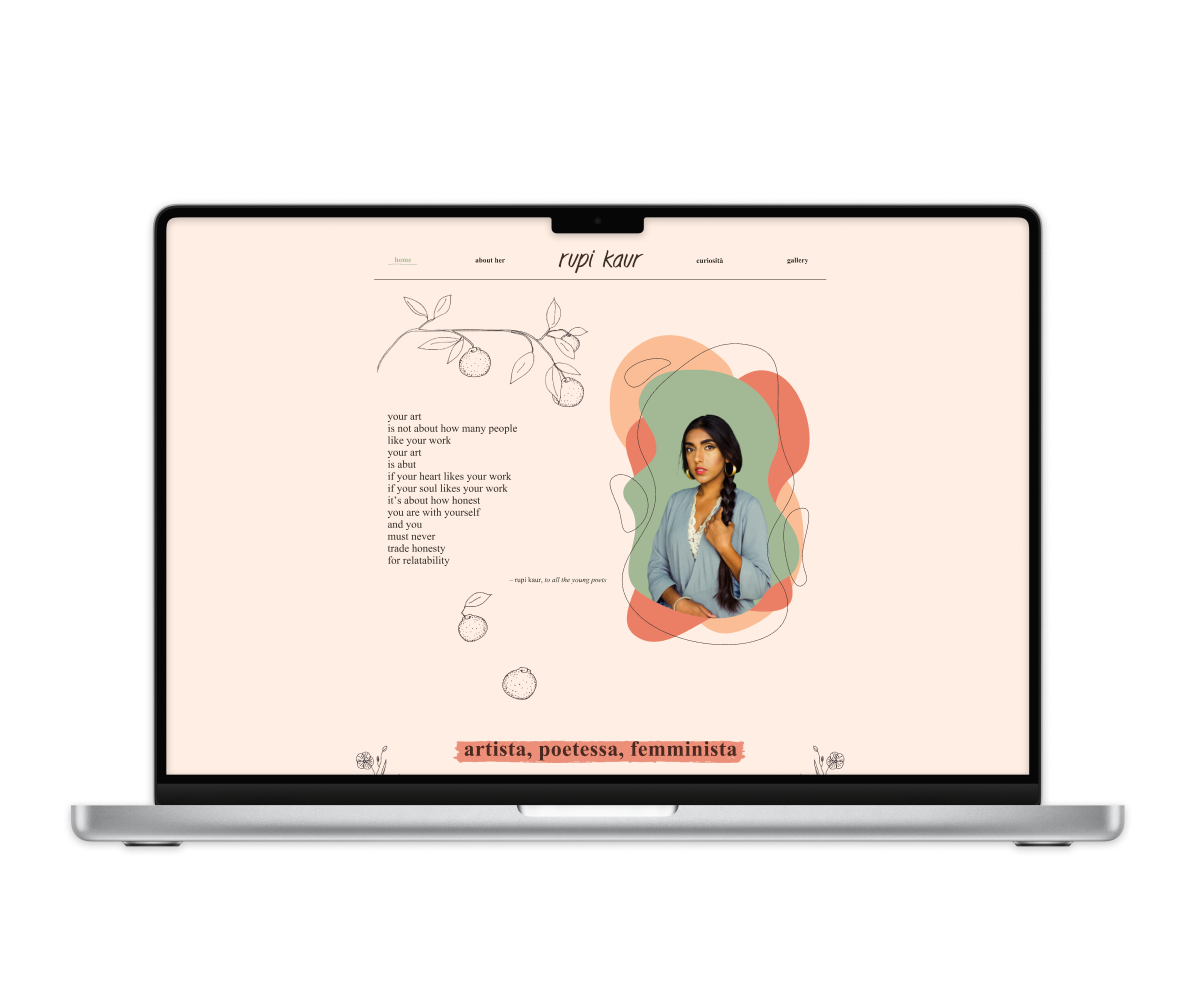 home about her rupi kaur curiosità gallery
your art
is not about how many people
like your work
your art
is abut
if your heart likes your work
if your soul likes your work
it's about how honest
you are with yourself
and you
must never
trade honesty
for relatability
– rupi kaur, to all the young poets
artista, poetessa, femminista